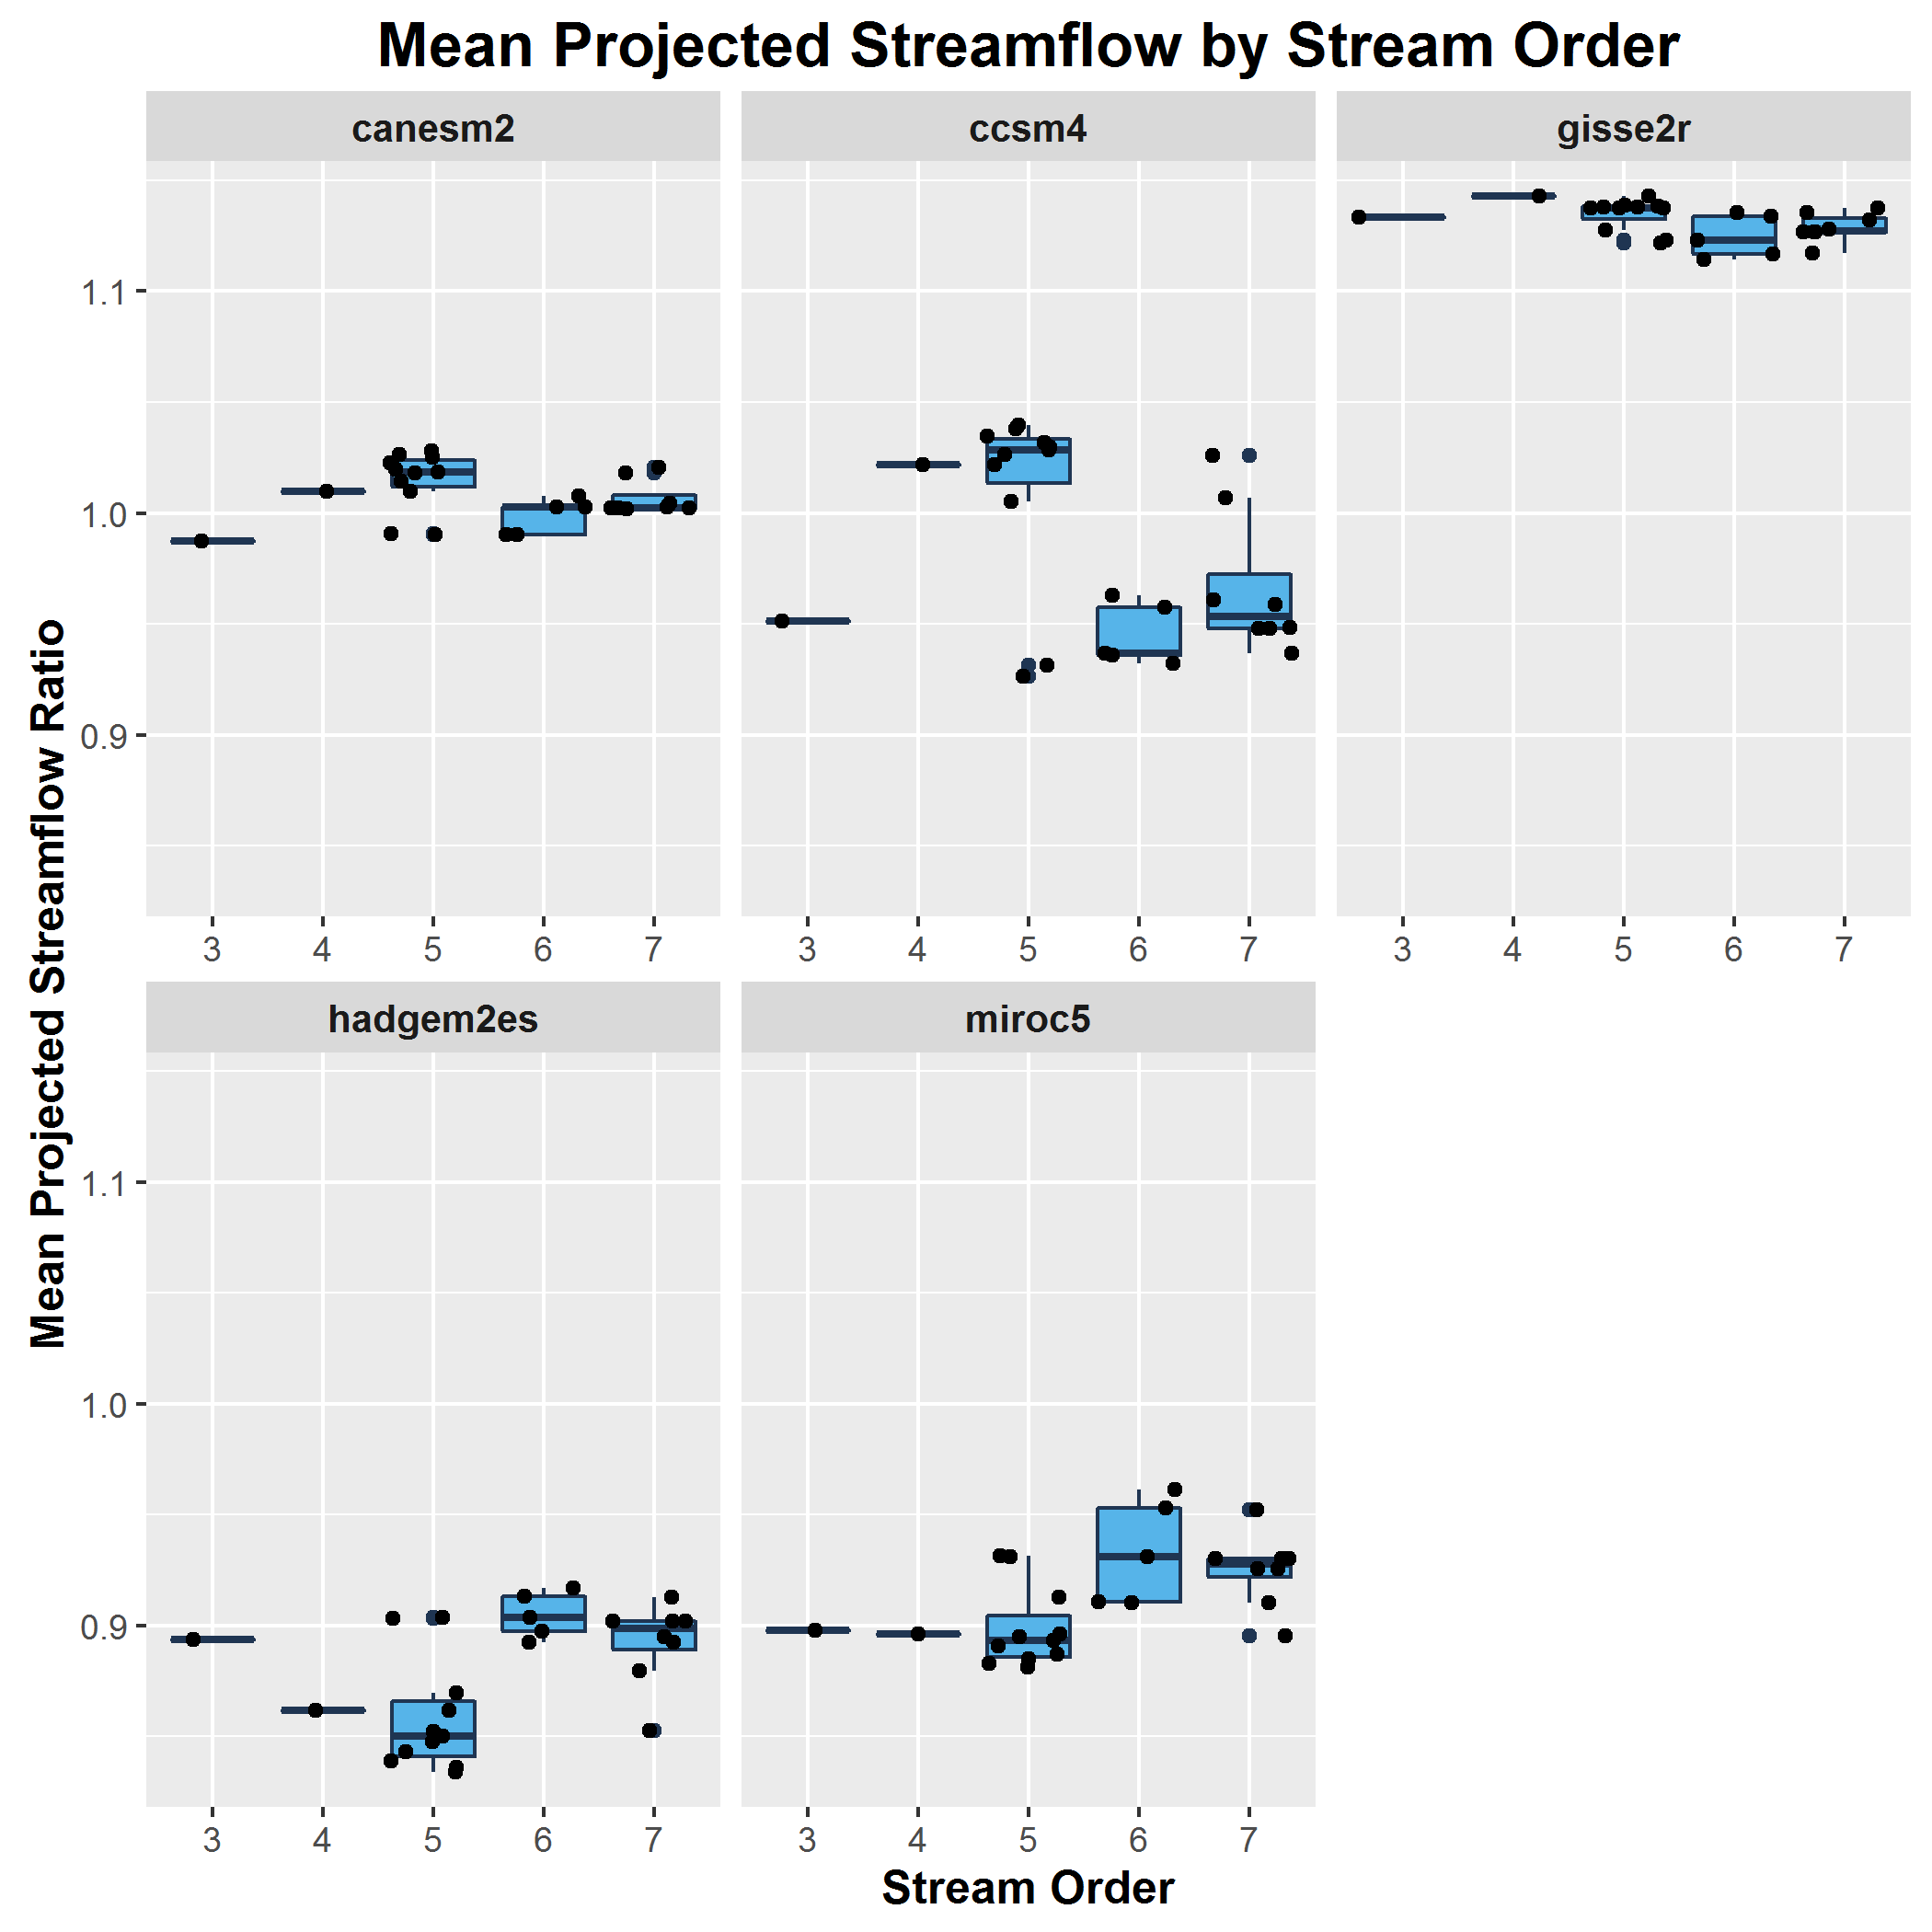 Mean Projected Streamflow by Stream Order
canesm2 ccsm4 gisse2r
1.1
1.0
0.9
3 4 5 6 7 3 4 5 6 7 3 4 5 6 7
Mean Projected Streamflow Ratio
hadgem2es miroc5
1.1
1.0
0.9
3 4 5 6 7 3 4 5 6 7
Stream Order